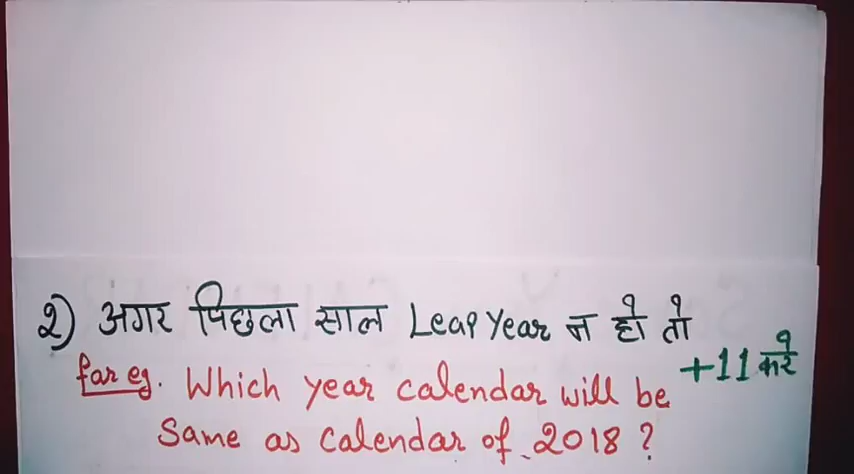 2) अगर पिछला साल Leap Year न हो तो
+11 करे
for eg. Which year calendar will be
Same as calendar of 2018 ?